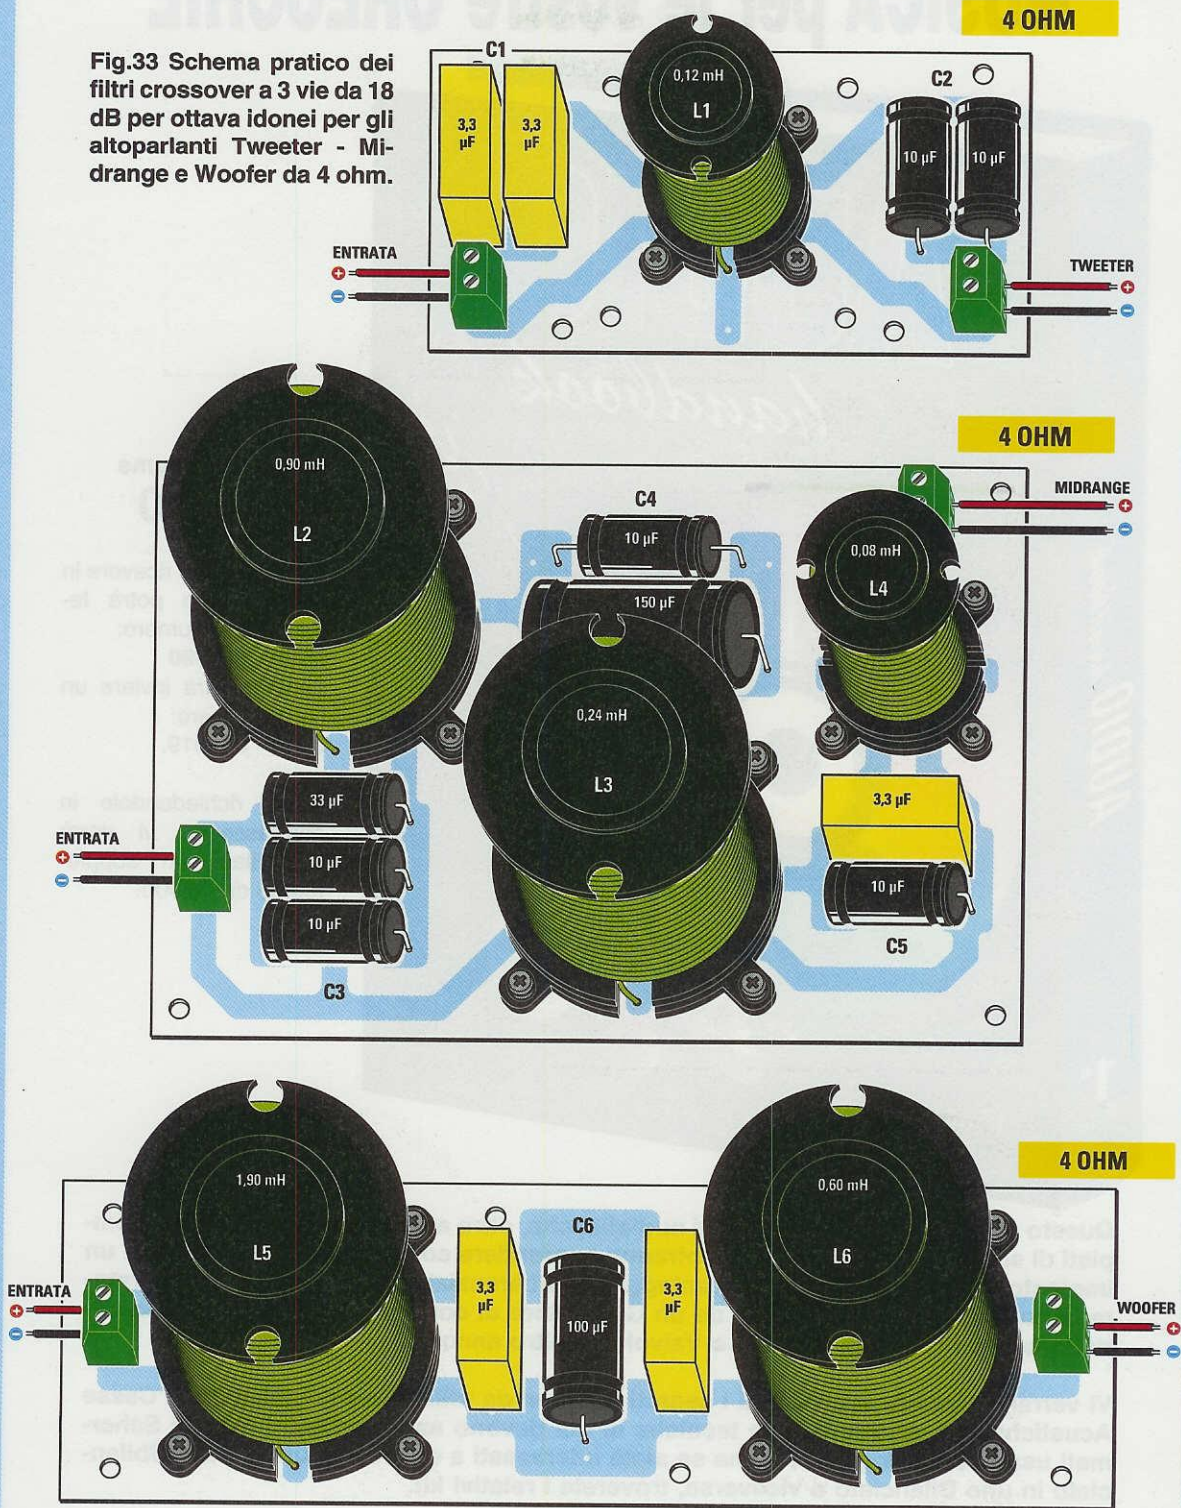 4 OHM
Fig.33 Schema pratico dei
filtri crossover a 3 vie da 18
dB per ottava idonei per gli
altoparlanti Tweeter - Mi-
drange e Woofer da 4 ohm.
C1
3,3
µF
3,3
µF
0,12 mH
L1
C2
10 µF
10 µF
ENTRATA
+
−
TWEETER
+
−
4 OHM
0,90 mH
L2
C4
10 µF
150 µF
MIDRANGE
+
−
0,08 mH
L4
0,24 mH
L3
33 µF
10 µF
10 µF
C3
ENTRATA
+
−
3,3 µF
10 µF
C5
4 OHM
1,90 mH
L5
C6
3,3
µF
100 µF
3,3
µF
0,60 mH
L6
ENTRATA
+
−
WOOFER
+
−